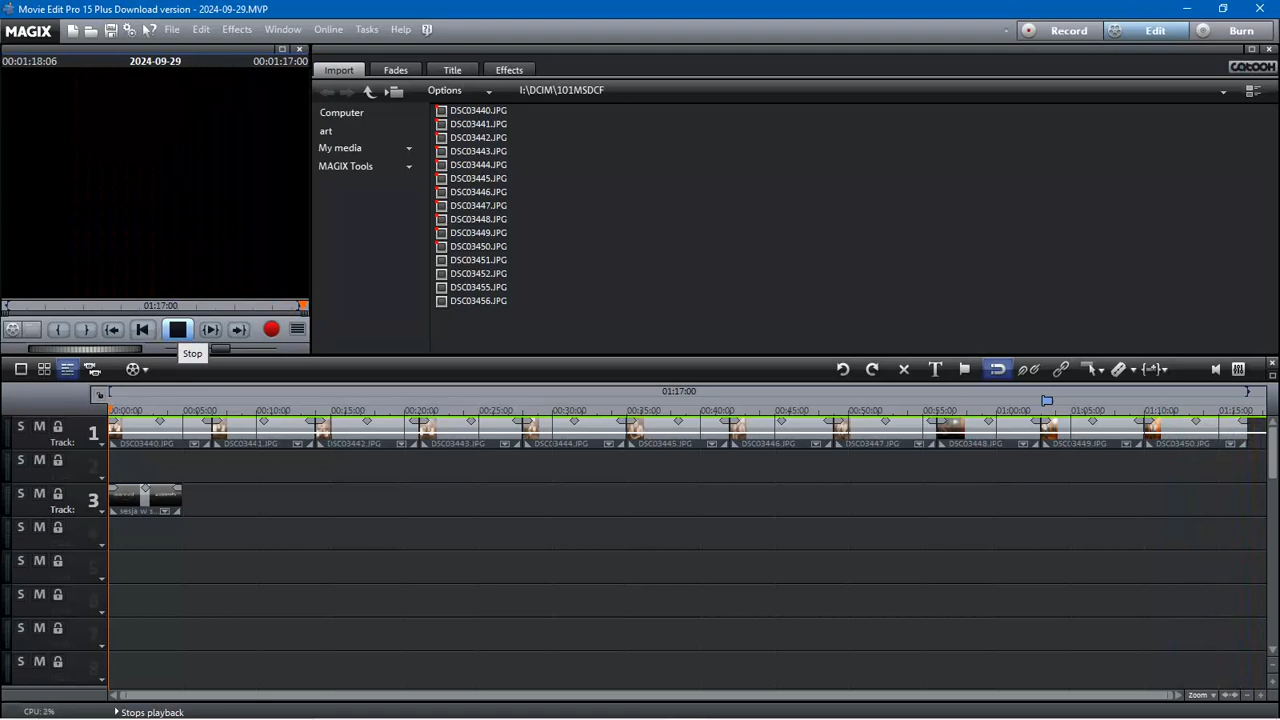 Movie Edit Pro 15 Plus Download version - 2024-09-29.MVP
MAGIX File Edit Effects Window Online Tasks Help Record Edit Burn
00:01:18:06 2024-09-29 00:01:17:00
Import Fades Title Effects catooh
Options I:\DCIM\101MSDCF
Computer
art
My media
MAGIX Tools
DSC03440.JPG
DSC03441.JPG
DSC03442.JPG
DSC03443.JPG
DSC03444.JPG
DSC03445.JPG
DSC03446.JPG
DSC03447.JPG
DSC03448.JPG
DSC03449.JPG
DSC03450.JPG
DSC03451.JPG
DSC03452.JPG
DSC03455.JPG
DSC03456.JPG
01:17:00
Stop
01:17:00
00:00:00 00:05:00 00:10:00 00:15:00 00:20:00 00:25:00 00:30:00 00:35:00 00:40:00 00:45:00 00:50:00 00:55:00 01:00:00 01:05:00 01:10:00 01:15:00
S M 1
Track: DSC03440.JPG DSC03441.JPG DSC03442.JPG DSC03443.JPG DSC03444.JPG DSC03445.JPG DSC03446.JPG DSC03447.JPG DSC03448.JPG DSC03449.JPG DSC03450.JPG
S M 2
S M 3
Track: sesja w s...
S M 4
S M 5
S M 6
S M 7
S M 8
Zoom
CPU: 2% Stops playback